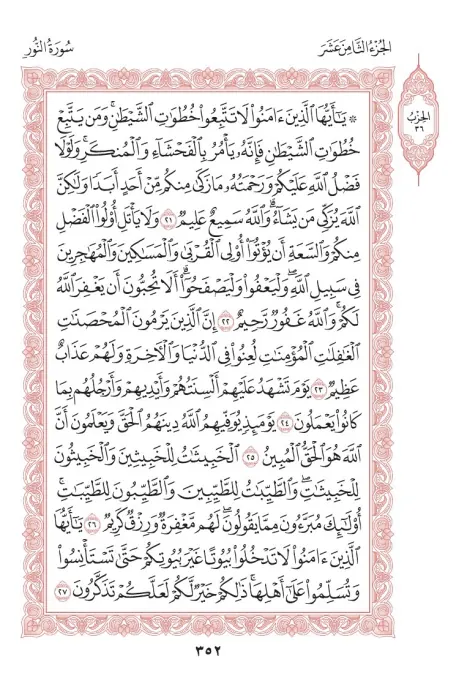 الجزء الثامن عشر
سورة النور
الحزب
٣٦
* يَٰٓأَيُّهَا ٱلَّذِينَ ءَامَنُوا۟ لَا تَتَّبِعُوا۟ خُطُوَٰتِ ٱلشَّيْطَٰنِ ۚ وَمَن يَتَّبِعْ
خُطُوَٰتِ ٱلشَّيْطَٰنِ فَإِنَّهُۥ يَأْمُرُ بِٱلْفَحْشَآءِ وَٱلْمُنكَرِ ۚ وَلَوْلَا
فَضْلُ ٱللَّهِ عَلَيْكُمْ وَرَحْمَتُهُۥ مَا زَكَىٰ مِنكُم مِّنْ أَحَدٍ أَبَدًا وَلَٰكِنَّ
ٱللَّهَ يُزَكِّى مَن يَشَآءُ ۗ وَٱللَّهُ سَمِيعٌ عَلِيمٌ ٢١ وَلَا يَأْتَلِ أُو۟لُوا۟ ٱلْفَضْلِ
مِنكُمْ وَٱلسَّعَةِ أَن يُؤْتُوٓا۟ أُو۟لِى ٱلْقُرْبَىٰ وَٱلْمَسَٰكِينَ وَٱلْمُهَٰجِرِينَ
فِى سَبِيلِ ٱللَّهِ ۖ وَلْيَعْفُوا۟ وَلْيَصْفَحُوٓا۟ ۗ أَلَا تُحِبُّونَ أَن يَغْفِرَ ٱللَّهُ
لَكُمْ ۗ وَٱللَّهُ غَفُورٌ رَّحِيمٌ ٢٢ إِنَّ ٱلَّذِينَ يَرْمُونَ ٱلْمُحْصَنَٰتِ
ٱلْغَٰفِلَٰتِ ٱلْمُؤْمِنَٰتِ لُعِنُوا۟ فِى ٱلدُّنْيَا وَٱلْءَاخِرَةِ وَلَهُمْ عَذَابٌ
عَظِيمٌ ٢٣ يَوْمَ تَشْهَدُ عَلَيْهِمْ أَلْسِنَتُهُمْ وَأَيْدِيهِمْ وَأَرْجُلُهُم بِمَا
كَانُوا۟ يَعْمَلُونَ ٢٤ يَوْمَئِذٍ يُوَفِّيهِمُ ٱللَّهُ دِينَهُمُ ٱلْحَقَّ وَيَعْلَمُونَ أَنَّ
ٱللَّهَ هُوَ ٱلْحَقُّ ٱلْمُبِينُ ٢٥ ٱلْخَبِيثَٰتُ لِلْخَبِيثِينَ وَٱلْخَبِيثُونَ
لِلْخَبِيثَٰتِ ۖ وَٱلطَّيِّبَٰتُ لِلطَّيِّبِينَ وَٱلطَّيِّبُونَ لِلطَّيِّبَٰتِ ۚ
أُو۟لَٰٓئِكَ مُبَرَّءُونَ مِمَّا يَقُولُونَ ۖ لَهُم مَّغْفِرَةٌ وَرِزْقٌ كَرِيمٌ ٢٦ يَٰٓأَيُّهَا
ٱلَّذِينَ ءَامَنُوا۟ لَا تَدْخُلُوا۟ بُيُوتًا غَيْرَ بُيُوتِكُمْ حَتَّىٰ تَسْتَأْنِسُوا۟
وَتُسَلِّمُوا۟ عَلَىٰٓ أَهْلِهَا ۚ ذَٰلِكُمْ خَيْرٌ لَّكُمْ لَعَلَّكُمْ تَذَكَّرُونَ ٢٧
٣٥٢